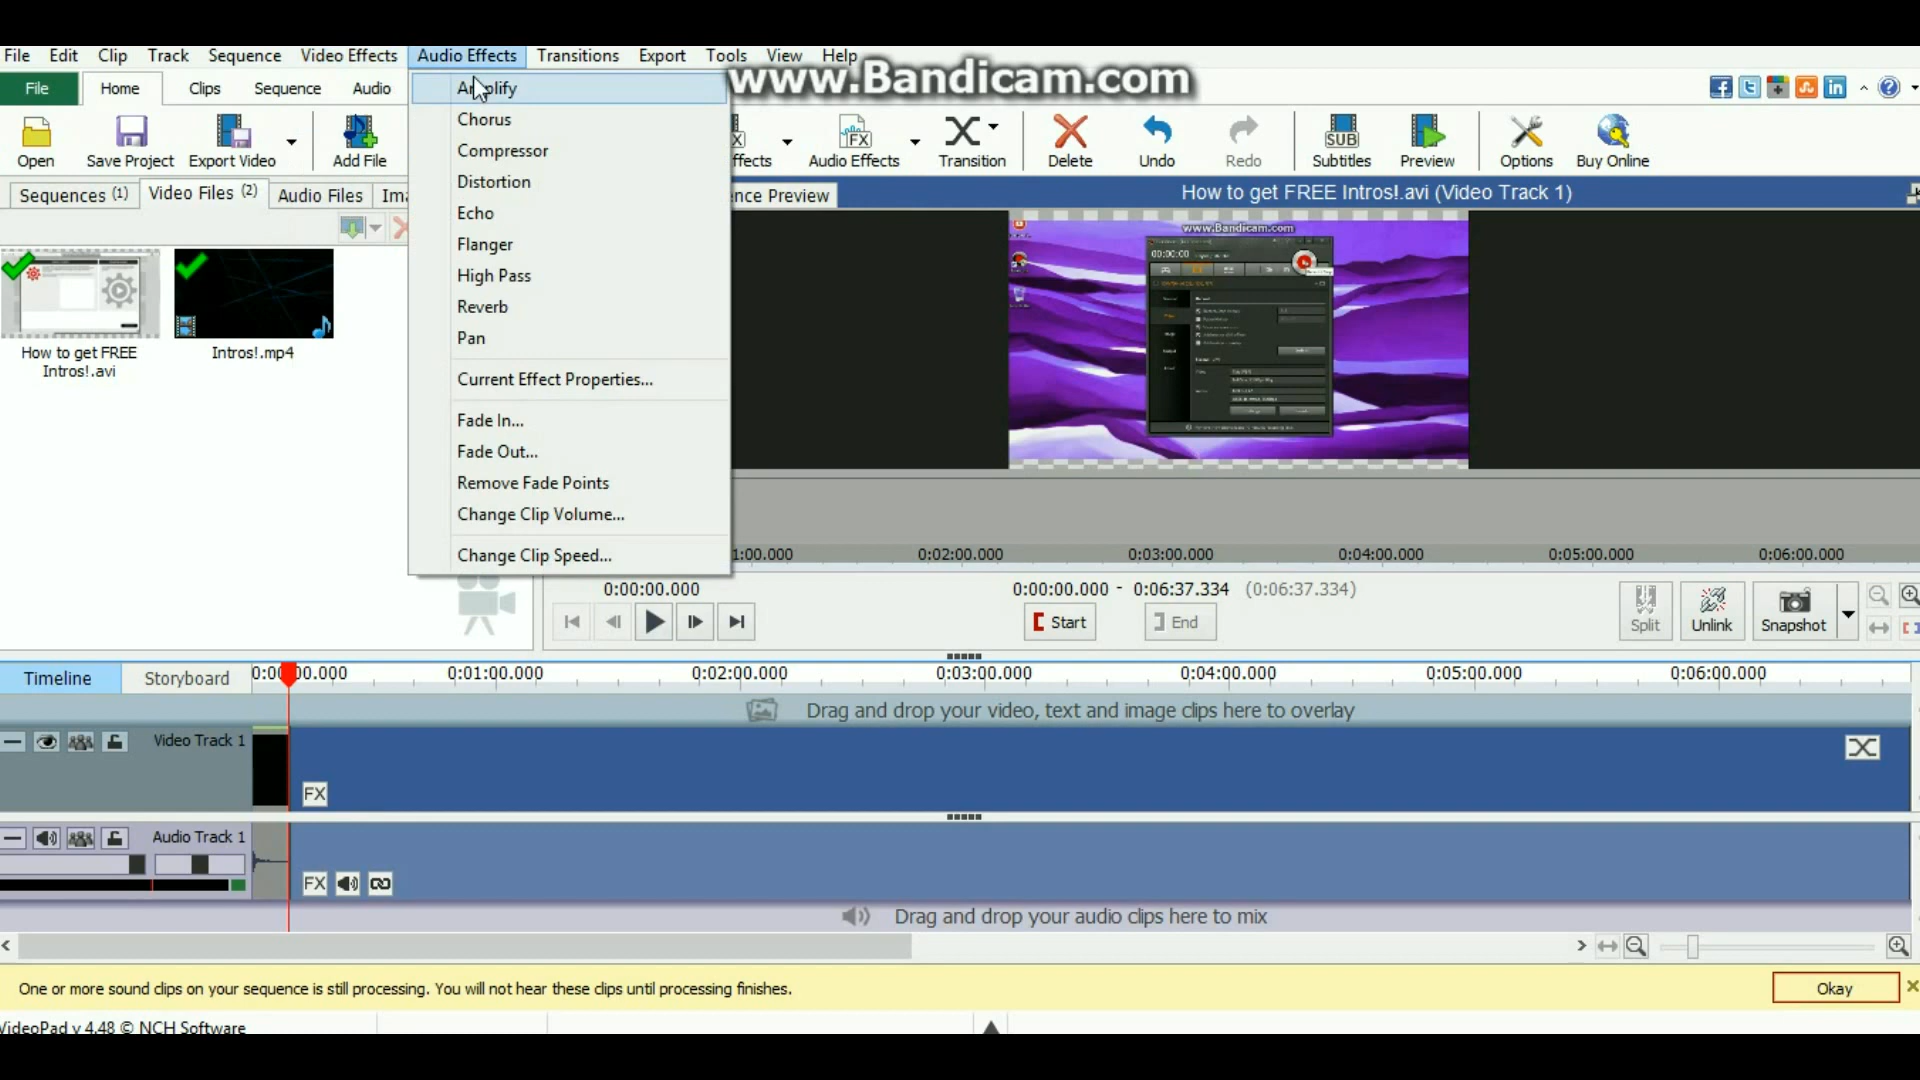 File Edit Clip Track Sequence Video Effects Audio Effects Transitions Export Tools View Help
www.Bandicam.com
File Home Clips Sequence Audio
Open Save Project Export Video Add File
Audio Effects Transition Delete Undo Redo SUB Subtitles Preview Options Buy Online
Amplify
Chorus
Compressor
Distortion
Echo
Flanger
High Pass
Reverb
Pan
Current Effect Properties...
Fade In...
Fade Out...
Remove Fade Points
Change Clip Volume...
Change Clip Speed...
Sequences (1) Video Files (2) Audio Files
Preview
How to get FREE Intros!.avi (Video Track 1)
www.Bandicam.com
00:00:00
How to get FREE
Intros!.avi
Intros!.mp4
0:02:00.000 0:03:00.000 0:04:00.000 0:05:00.000 0:06:00.000
0:00:00.000
0:00:00.000 - 0:06:37.334 (0:06:37.334)
Start End
Split Unlink Snapshot
Timeline Storyboard
0:01:00.000 0:02:00.000 0:03:00.000 0:04:00.000 0:05:00.000 0:06:00.000
Drag and drop your video, text and image clips here to overlay
Video Track 1
FX
Audio Track 1
FX
Drag and drop your audio clips here to mix
One or more sound clips on your sequence is still processing. You will not hear these clips until processing finishes.
Okay
VideoPad v 4.48 © NCH Software